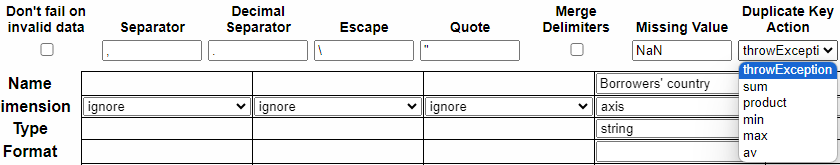 Don't fail on invalid data
Separator
Decimal Separator
Escape
Quote
Merge Delimiters
Missing Value
Duplicate Key Action
, . \ " NaN throwExcepti
throwException
sum
product
min
max
av
Name Borrowers' country
imension ignore ignore ignore axis
Type string
Format